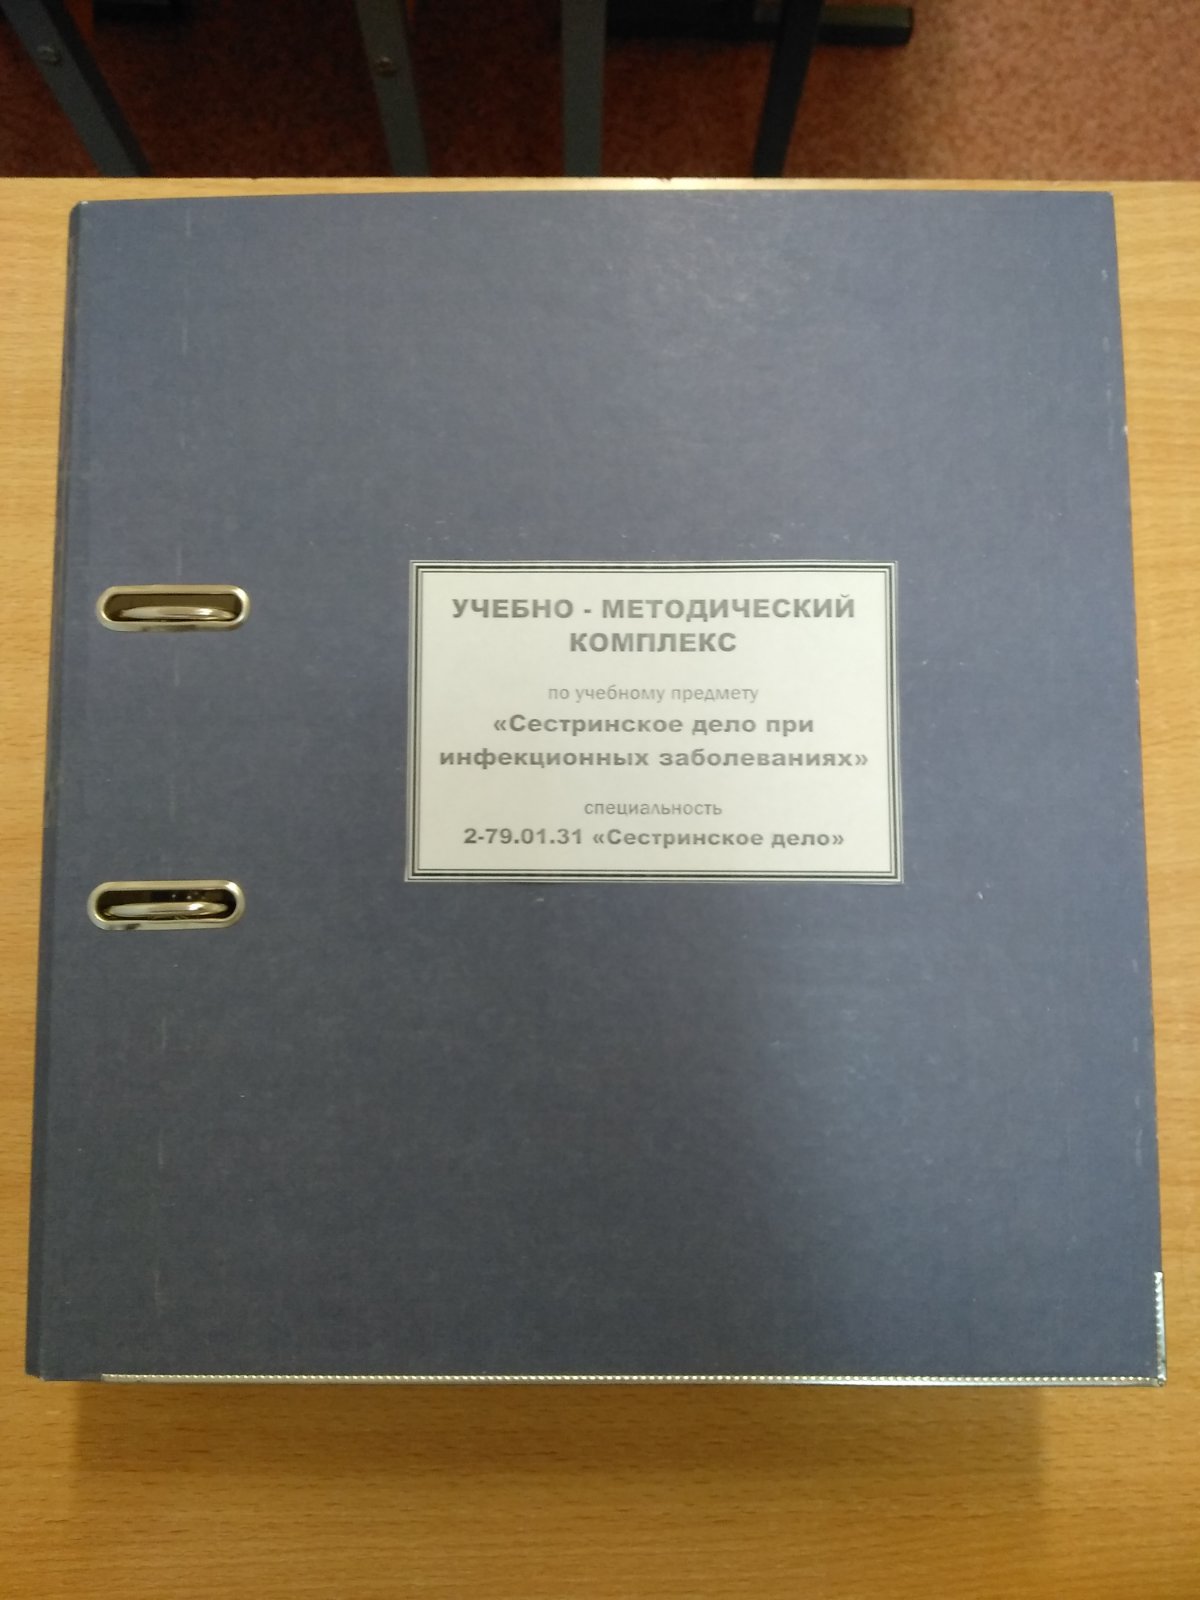 УЧЕБНО - МЕТОДИЧЕСКИЙ
КОМПЛЕКС
по учебному предмету
«Сестринское дело при
инфекционных заболеваниях»
специальность
2-79.01.31 «Сестринское дело»